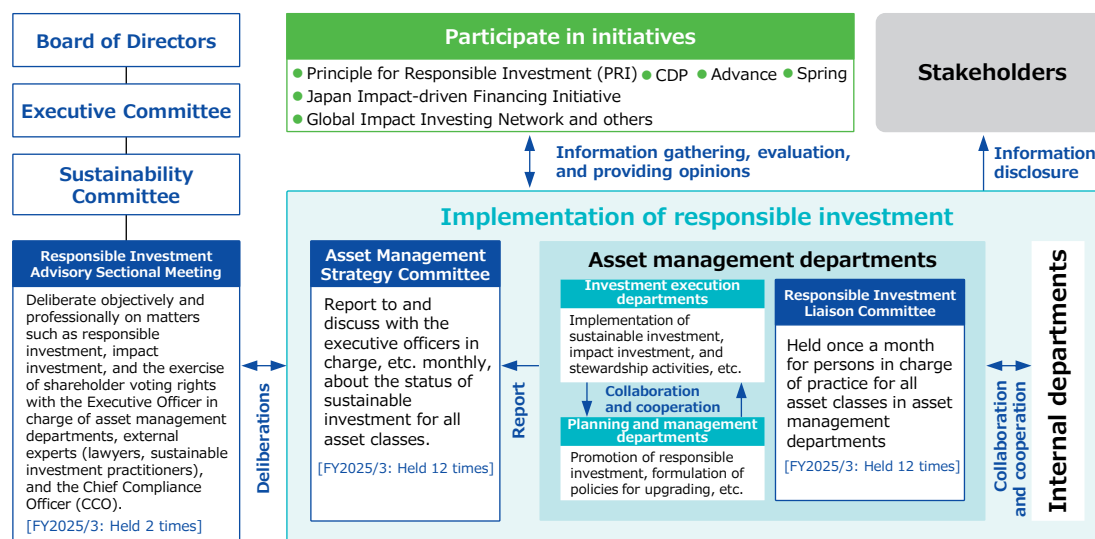 Board of Directors
Executive Committee
Sustainability
Committee
Responsible Investment
Advisory Sectional Meeting
Deliberate objectively and
professionally on matters
such as responsible
investment, impact
investment, and the exercise
of shareholder voting rights
with the Executive Officer in
charge of asset management
departments, external
experts (lawyers, sustainable
investment practitioners),
and the Chief Compliance
Officer (CCO).
[FY2025/3: Held 2 times]
Participate in initiatives
● Principle for Responsible Investment (PRI) ● CDP ● Advance ● Spring
● Japan Impact-driven Financing Initiative
● Global Impact Investing Network and others
Stakeholders
Information gathering, evaluation,
and providing opinions
Information
disclosure
Implementation of responsible investment
Deliberations
Asset Management
Strategy Committee
Report to and
discuss with the
executive officers in
charge, etc. monthly,
about the status of
sustainable
investment for all
asset classes.
[FY2025/3: Held 12 times]
Report
Asset management departments
Investment execution
departments
Implementation of
sustainable investment,
impact investment, and
stewardship activities, etc.
Collaboration
and cooperation
Planning and management
departments
Promotion of responsible
investment, formulation of
policies for upgrading, etc.
Responsible Investment
Liaison Committee
Held once a month
for persons in charge
of practice for all
asset classes in asset
management
departments
[FY2025/3: Held 12 times]
Collaboration
and cooperation
Internal departments